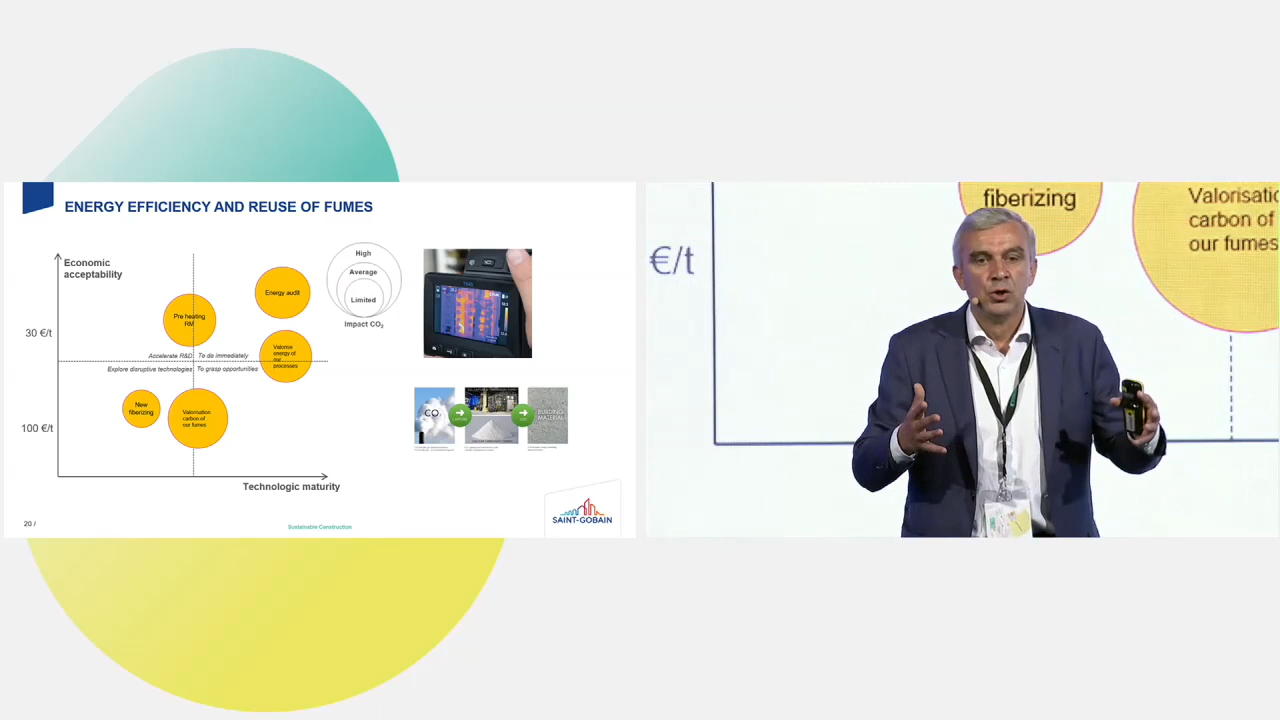 ENERGY EFFICIENCY AND REUSE OF FUMES
Economic
acceptability
High
Average
Limited
Impact CO2
Energy audit
Pre heating
RM
30 €/t
Valorise
energy of
our
processes
Accelerate R&D
To do immediately
Explore disruptive technologies
To grasp opportunities
New
fiberizing
Valorisation
carbon of
our fumes
100 €/t
Technologic maturity
CO
BUILDING
MATERIAL
20 /
Sustainable Construction
SAINT-GOBAIN
fiberizing
Valorisatio
carbon of
our fumes
€/t